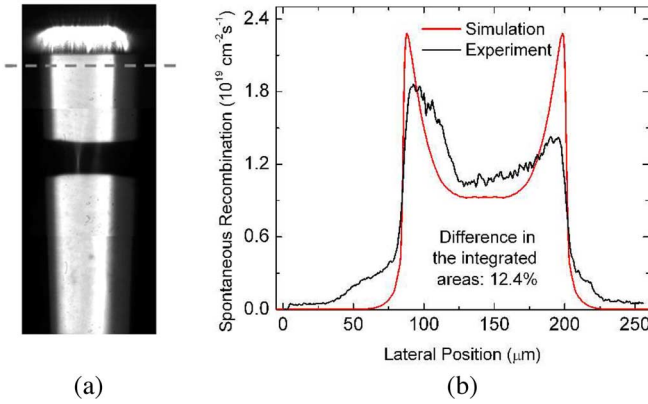 Simulation
Experiment
Spontaneous Recombination (10¹⁹ cm⁻²s⁻¹)
2.4
1.8
1.2
0.6
0.0
Difference in
the integrated
areas: 12.4%
0 50 100 150 200 250
Lateral Position (μm)
(a) (b)